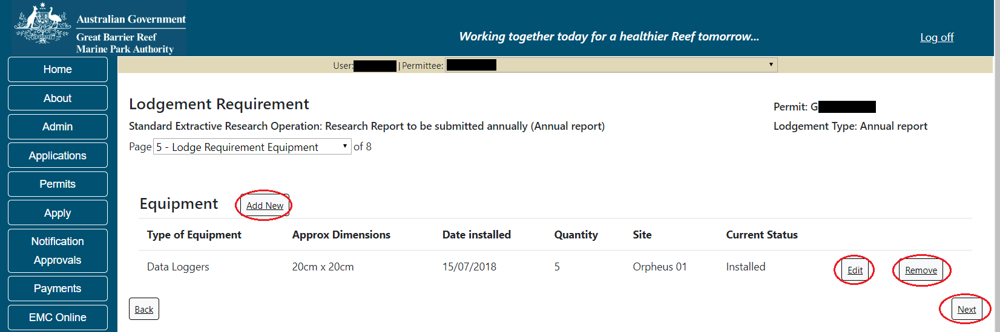 Australian Government
Great Barrier Reef
Marine Park Authority
Working together today for a healthier Reef tomorrow...
Log off
Home
About
Admin
Applications
Permits
Apply
Notification
Approvals
Payments
EMC Online
User: | Permittee:
Lodgement Requirement
Standard Extractive Research Operation: Research Report to be submitted annually (Annual report)
Page 5 - Lodge Requirement Equipment of 8
Permit: G
Lodgement Type: Annual report
Equipment Add New
Type of Equipment Approx Dimensions Date installed Quantity Site Current Status
Data Loggers 20cm x 20cm 15/07/2018 5 Orpheus 01 Installed Edit Remove
Back Next